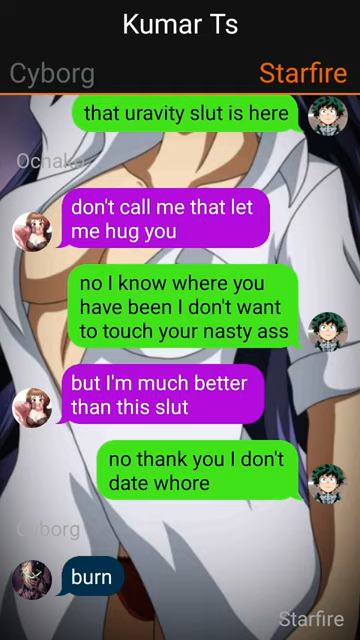 Kumar Ts
Cyborg
Starfire
that uravity slut is here
Ochako
don't call me that let
me hug you
no I know where you
have been I don't want
to touch your nasty ass
but I'm much better
than this slut
no thank you I don't
date whore
Cyborg
burn
Starfire